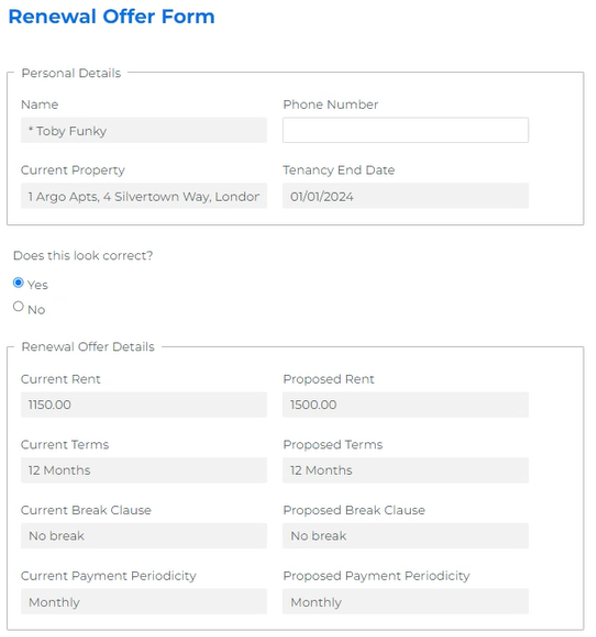 Renewal Offer Form
Personal Details
Name
Phone Number
* Toby Funky
Current Property
Tenancy End Date
1 Argo Apts, 4 Silvertown Way, London
01/01/2024
Does this look correct?
Yes
No
Renewal Offer Details
Current Rent
Proposed Rent
1150.00
1500.00
Current Terms
Proposed Terms
12 Months
12 Months
Current Break Clause
Proposed Break Clause
No break
No break
Current Payment Periodicity
Proposed Payment Periodicity
Monthly
Monthly